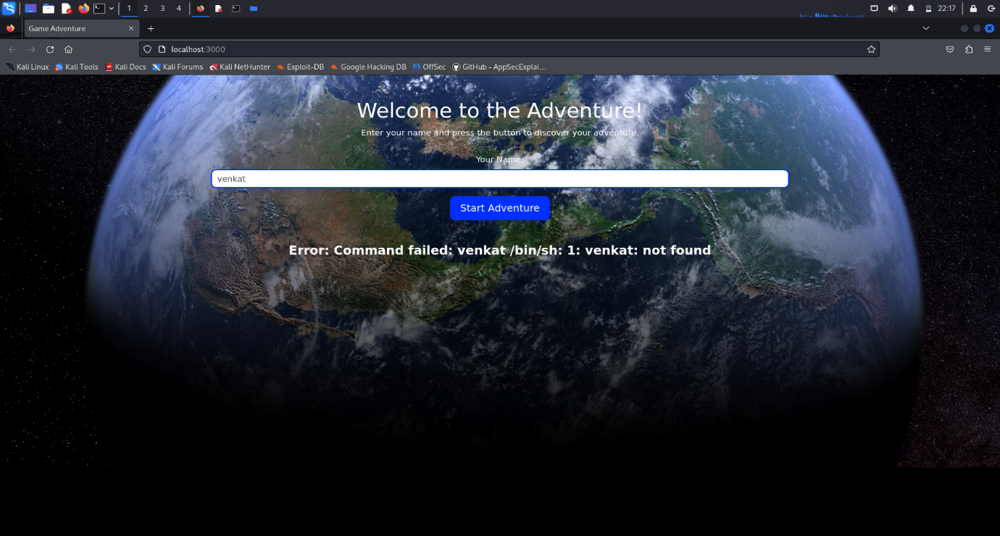 1 2 3 4 22:17
Game Adventure
localhost:3000
Kali Linux Kali Tools Kali Docs Kali Forums Kali NetHunter Exploit-DB Google Hacking DB OffSec GitHub - AppSecExplai…
Welcome to the Adventure!
Enter your name and press the button to discover your adventure.
Your Name:
venkat
Start Adventure
Error: Command failed: venkat /bin/sh: 1: venkat: not found